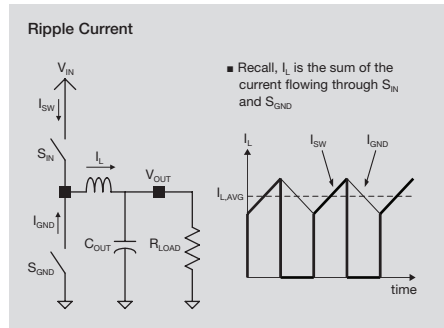 Ripple Current
■ Recall, I_L is the sum of the
current flowing through S_IN
and S_GND
V_IN
I_SW
S_IN
I_L
V_OUT
I_GND
C_OUT
R_LOAD
S_GND
I_L
I_SW
I_GND
I_L,AVG
time